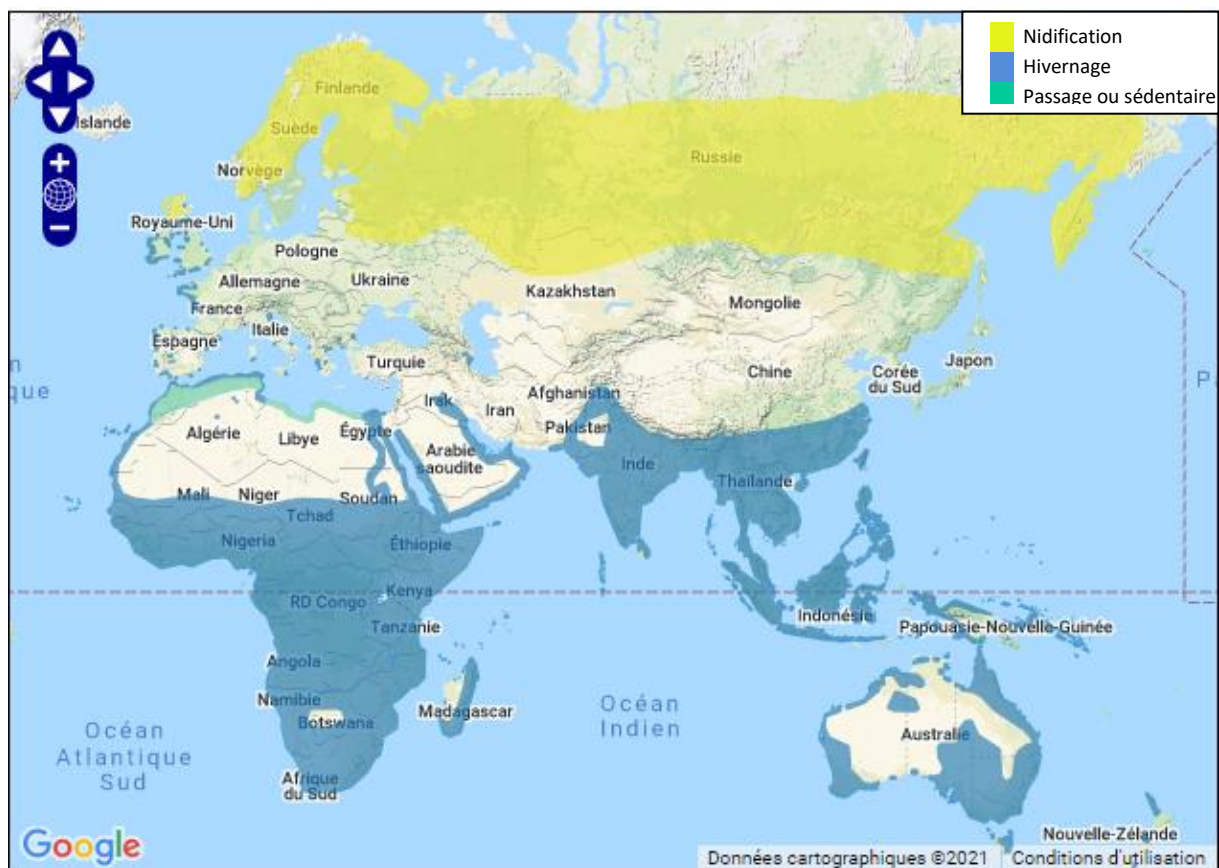 Nidification
Hivernage
Passage ou sédentaire
Islande
Finlande
Suède
Norvège
Russie
Royaume-Uni
Pologne
Allemagne
Ukraine
Kazakhstan
Mongolie
France
Italie
Espagne
Turquie
Chine
Corée
du Sud
Japon
Afghanistan
Irak
Iran
Pakistan
Algérie
Libye
Égypte
Arabie
saoudite
Inde
Thaïlande
Mali
Niger
Soudan
Tchad
Nigeria
Éthiopie
RD Congo
Kenya
Tanzanie
Indonésie
Papouasie-Nouvelle-Guinée
Angola
Namibie
Botswana
Madagascar
Océan
Indien
Océan
Atlantique
Sud
Australie
Afrique
du Sud
Nouvelle-Zélande
Google
Données cartographiques ©2021
Conditions d'utilisation